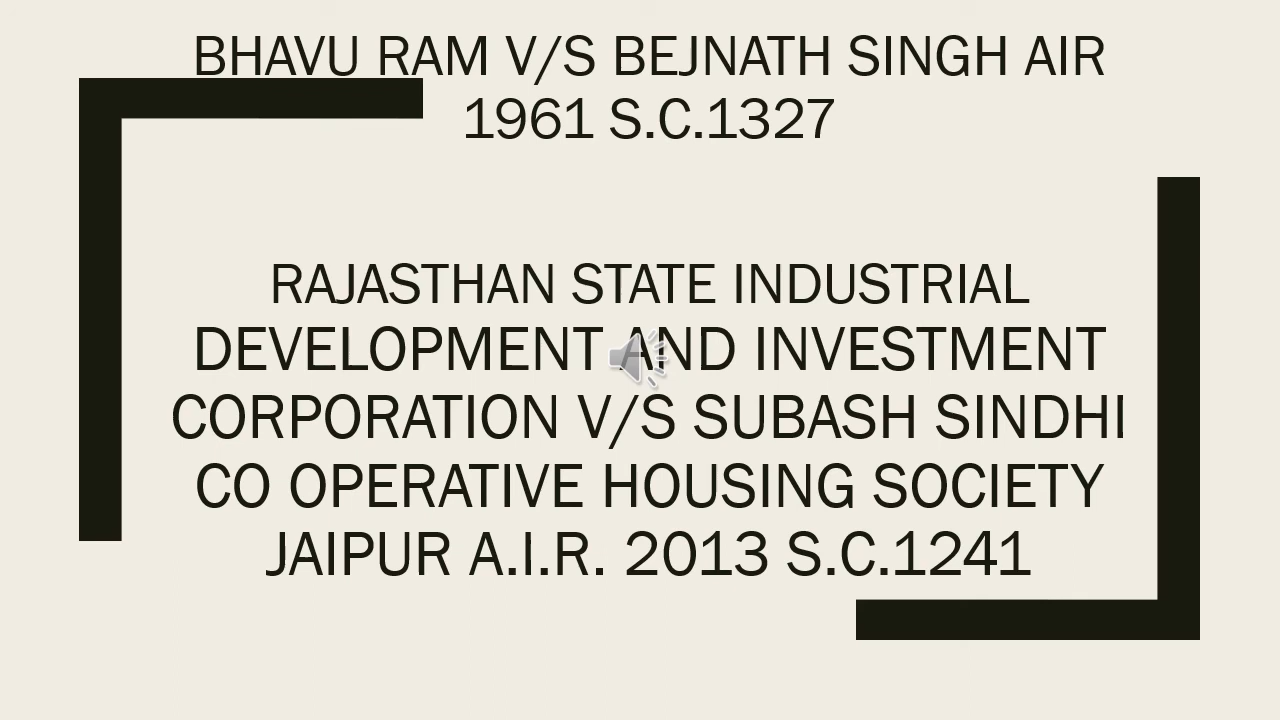 BHAVU RAM V/S BEJNATH SINGH AIR
1961 S.C.1327
RAJASTHAN STATE INDUSTRIAL
DEVELOPMENT AND INVESTMENT
CORPORATION V/S SUBASH SINDHI
CO OPERATIVE HOUSING SOCIETY
JAIPUR A.I.R. 2013 S.C.1241